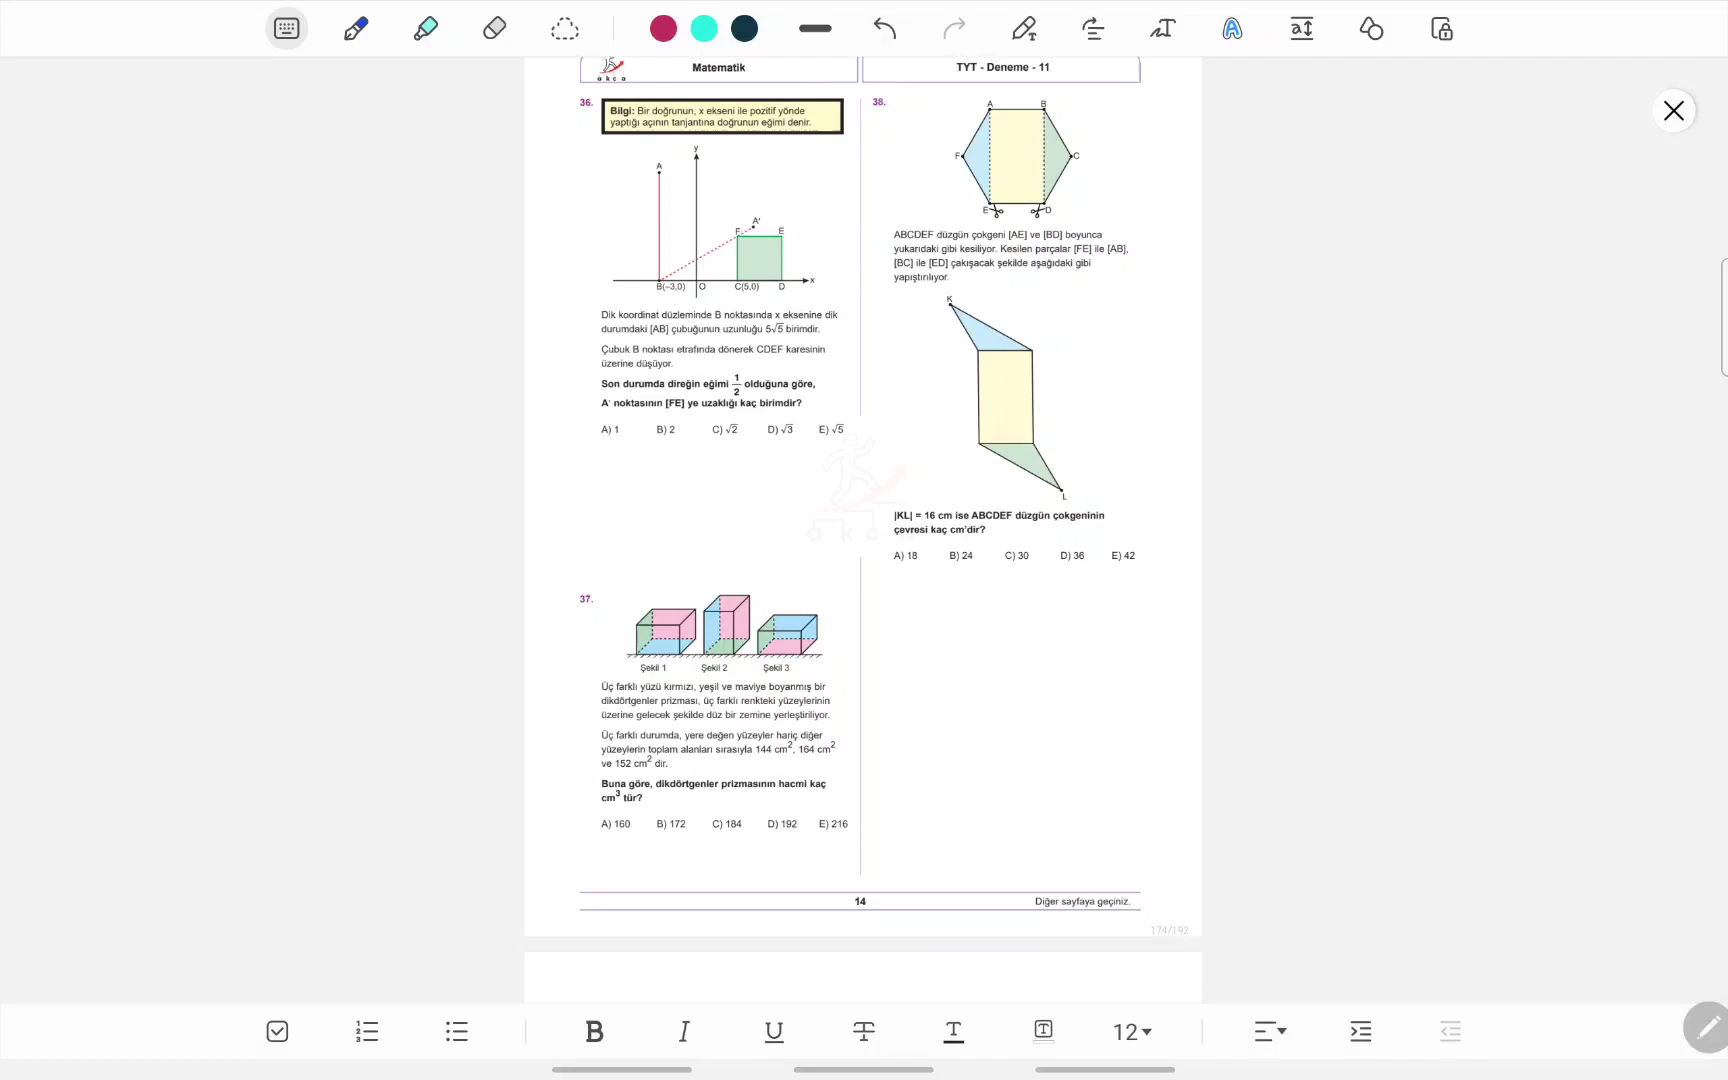 akca
Matematik
TYT - Deneme - 11
36.
Bilgi: Bir doğrunun, x ekseni ile pozitif yönde
yaptığı açının tanjantına doğrunun eğimi denir.
y
A
A'
F
E
x
B(–3,0)
O
C(5,0)
D
Dik koordinat düzleminde B noktasında x eksenine dik
durumdaki [AB] çubuğunun uzunluğu 5√5 birimdir.
Çubuk B noktası etrafında dönerek CDEF karesinin
üzerine düşüyor.
Son durumda direğin eğimi 1/2 olduğuna göre,
A' noktasının [FE] ye uzaklığı kaç birimdir?
A) 1 B) 2 C) √2 D) √3 E) √5
37.
Şekil 1 Şekil 2 Şekil 3
Üç farklı yüzü kırmızı, yeşil ve maviye boyanmış bir
dikdörtgenler prizması, üç farklı renkteki yüzeylerinin
üzerine gelecek şekilde düz bir zemine yerleştiriliyor.
Üç farklı durumda, yere değen yüzeyler hariç diğer
yüzeylerin toplam alanları sırasıyla 144 cm², 164 cm²
ve 152 cm² dir.
Buna göre, dikdörtgenler prizmasının hacmi kaç
cm³ tür?
A) 160 B) 172 C) 184 D) 192 E) 216
38.
A
B
F
C
E
D
ABCDEF düzgün çokgeni [AE] ve [BD] boyunca
yukarıdaki gibi kesiliyor. Kesilen parçalar [FE] ile [AB],
[BC] ile [ED] çakışacak şekilde aşağıdaki gibi
yapıştırılıyor.
K
L
|KL| = 16 cm ise ABCDEF düzgün çokgeninin
çevresi kaç cm'dir?
A) 18 B) 24 C) 30 D) 36 E) 42
akca
14
Diğer sayfaya geçiniz.
174/192
B I U T T T 12